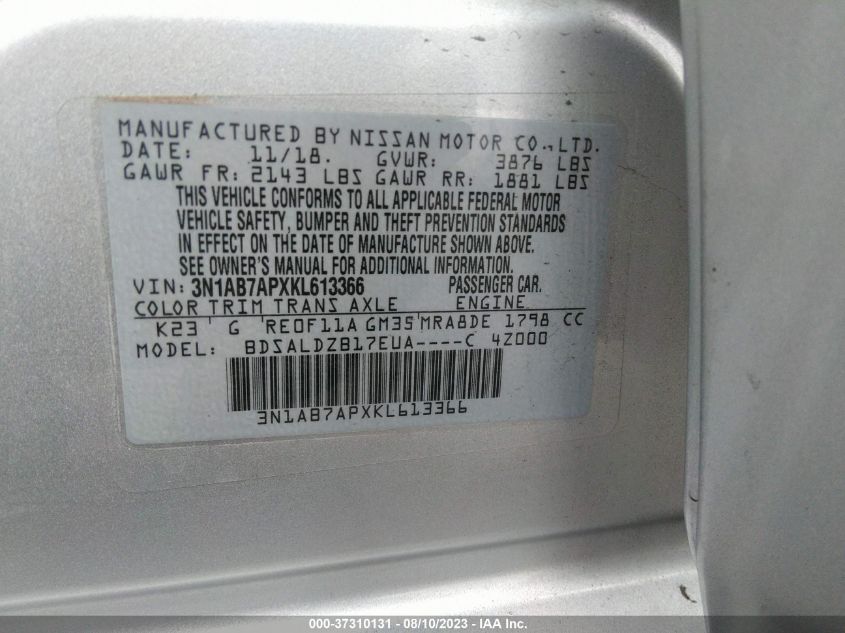 MANUFACTURED BY NISSAN MOTOR CO.,LTD.
DATE: 11/18. GVWR: 3876 LBS
GAWR FR: 2143 LBS GAWR RR: 1881 LBS
THIS VEHICLE CONFORMS TO ALL APPLICABLE FEDERAL MOTOR
VEHICLE SAFETY, BUMPER AND THEFT PREVENTION STANDARDS
IN EFFECT ON THE DATE OF MANUFACTURE SHOWN ABOVE.
SEE OWNER'S MANUAL FOR ADDITIONAL INFORMATION.
VIN: 3N1AB7APXKL613366 PASSENGER CAR.
COLOR TRIM TRANS AXLE ENGINE
K23 G RE0F11A GM35 MRA8DE 1798 CC
MODEL: BDSALDZB17EUA----C 4Z000
3N1AB7APXKL613366
000-37310131 - 08/10/2023 - IAA Inc.